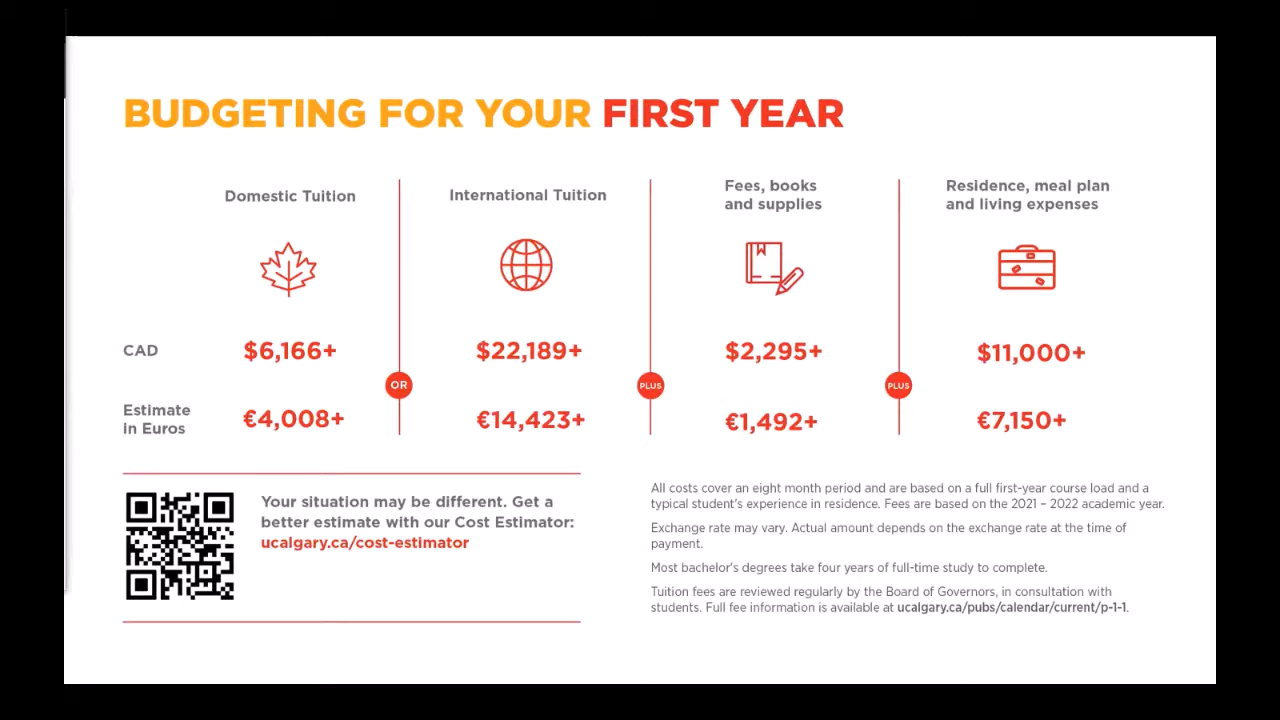 BUDGETING FOR YOUR FIRST YEAR
Domestic Tuition
International Tuition
Fees, books
and supplies
Residence, meal plan
and living expenses
CAD
$6,166+
$22,189+
$2,295+
$11,000+
OR
PLUS
PLUS
Estimate
in Euros
€4,008+
€14,423+
€1,492+
€7,150+
Your situation may be different. Get a
better estimate with our Cost Estimator:
ucalgary.ca/cost-estimator
All costs cover an eight month period and are based on a full first-year course load and a
typical student's experience in residence. Fees are based on the 2021 – 2022 academic year.
Exchange rate may vary. Actual amount depends on the exchange rate at the time of
payment.
Most bachelor's degrees take four years of full-time study to complete.
Tuition fees are reviewed regularly by the Board of Governors, in consultation with
students. Full fee information is available at ucalgary.ca/pubs/calendar/current/p-1-1.